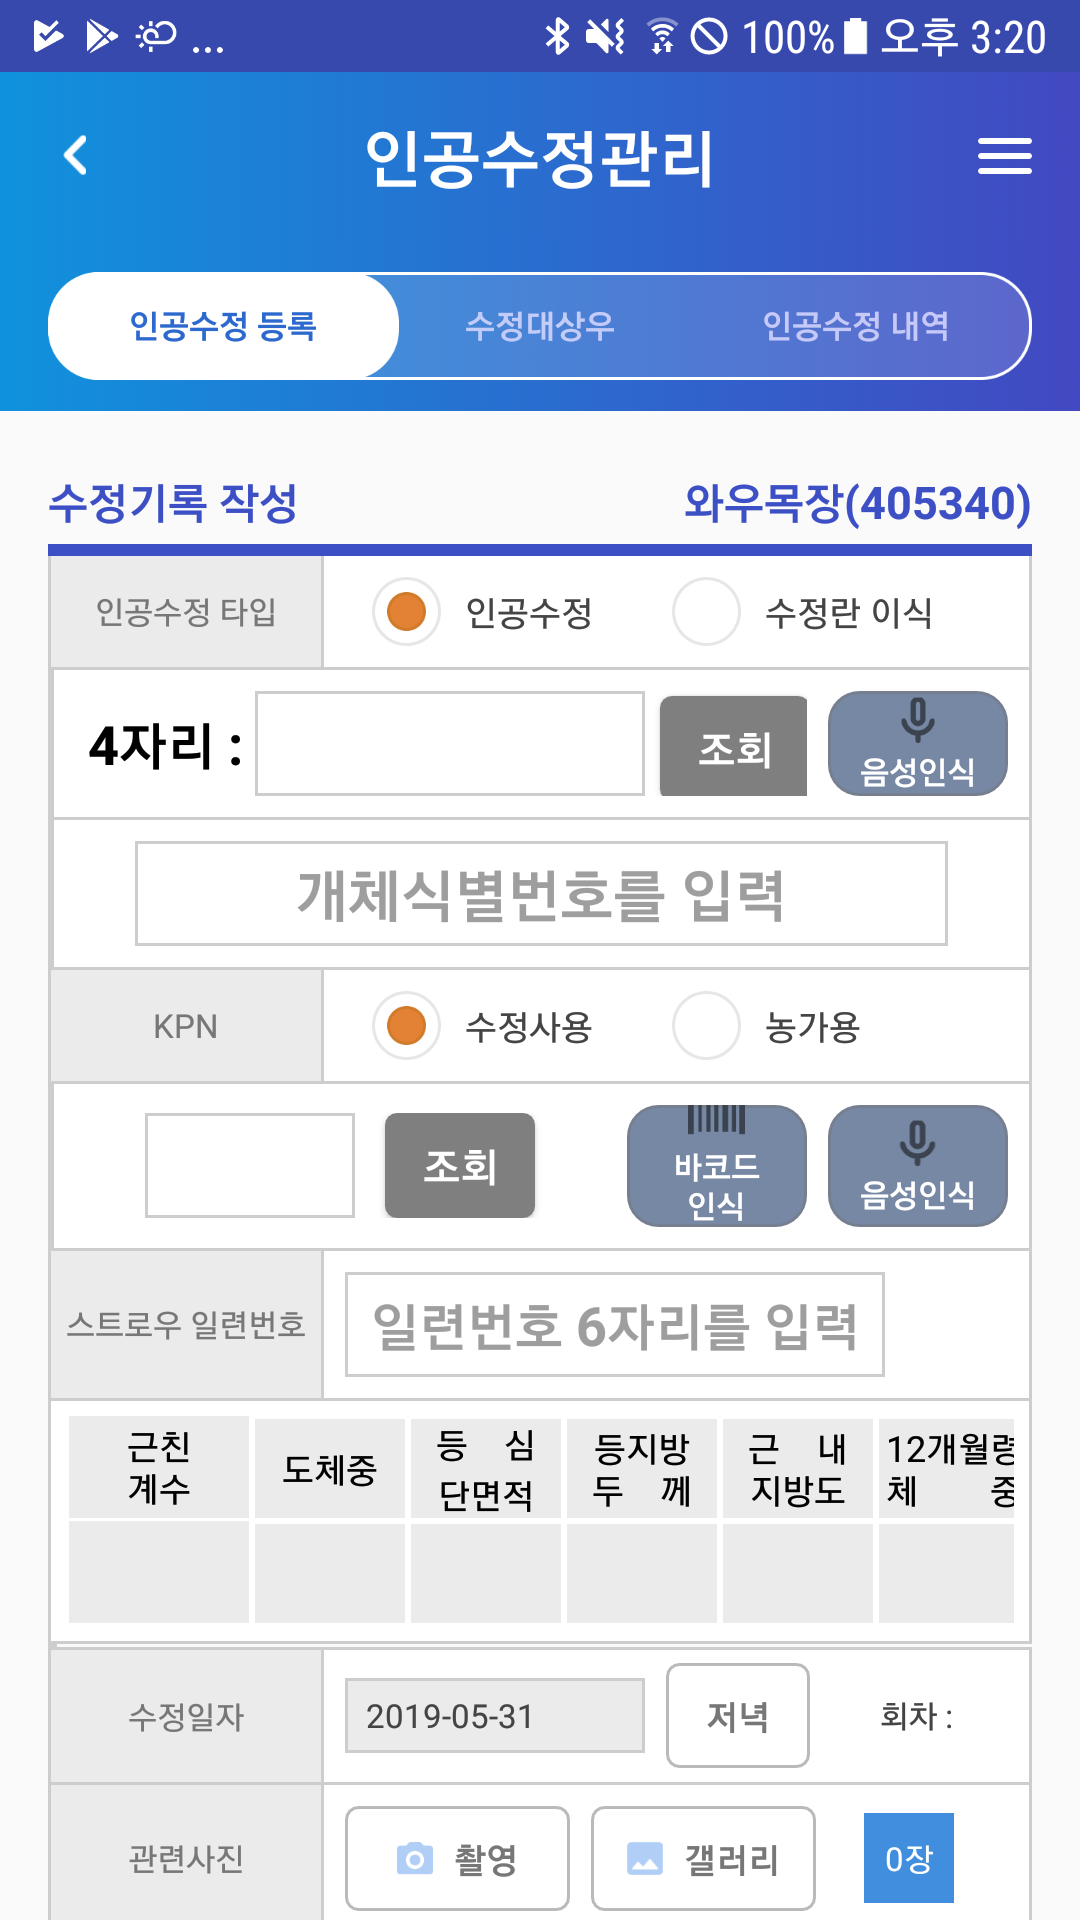 100% 오후 3:20
인공수정관리
인공수정 등록 수정대상우 인공수정 내역
수정기록 작성 와우목장(405340)
인공수정 타입 인공수정 수정란 이식
4자리 : 조회 음성인식
개체식별번호를 입력
KPN 수정사용 농가용
조회 바코드 인식 음성인식
스트로우 일련번호 일련번호 6자리를 입력
근친 도체중 등 심 등지방 근 내 12개월령
계수 단면적 두 께 지방도 체 중
수정일자 2019-05-31 저녁 회차 :
관련사진 촬영 갤러리 0장